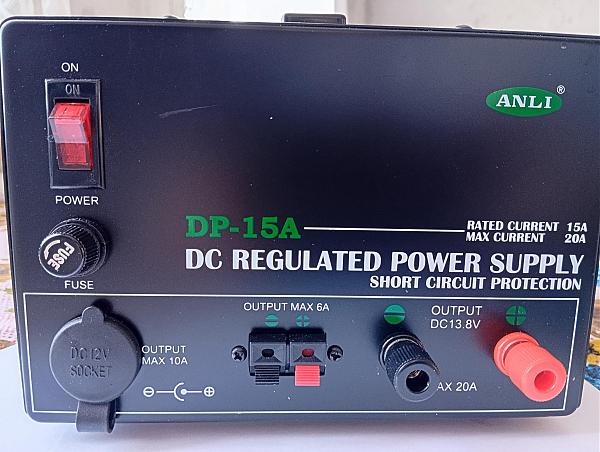 ON
ON
ANLI®
POWER
FUSE
FUSE
DP-15A
RATED CURRENT 15A
MAX CURRENT 20A
DC REGULATED POWER SUPPLY
SHORT CIRCUIT PROTECTION
OUTPUT MAX 6A
OUTPUT
DC13.8V
DC 12V
SOCKET
OUTPUT
MAX 10A
AX 20A